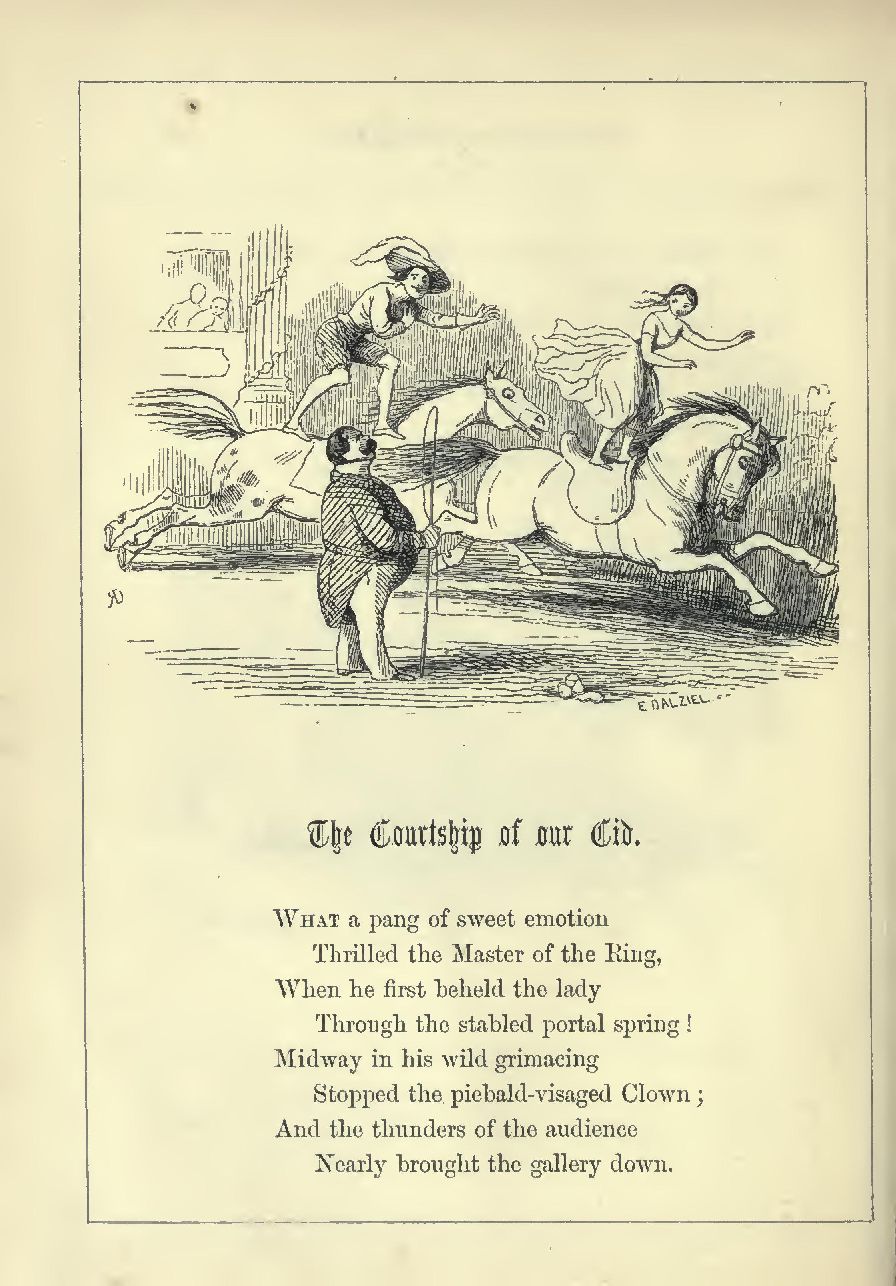 E DALZIEL
The Courtship of our Cid.
WHAT a pang of sweet emotion
Thrilled the Master of the Ring,
When he first beheld the lady
Through the stabled portal spring!
Midway in his wild grimacing
Stopped the piebald-visaged Clown;
And the thunders of the audience
Nearly brought the gallery down.